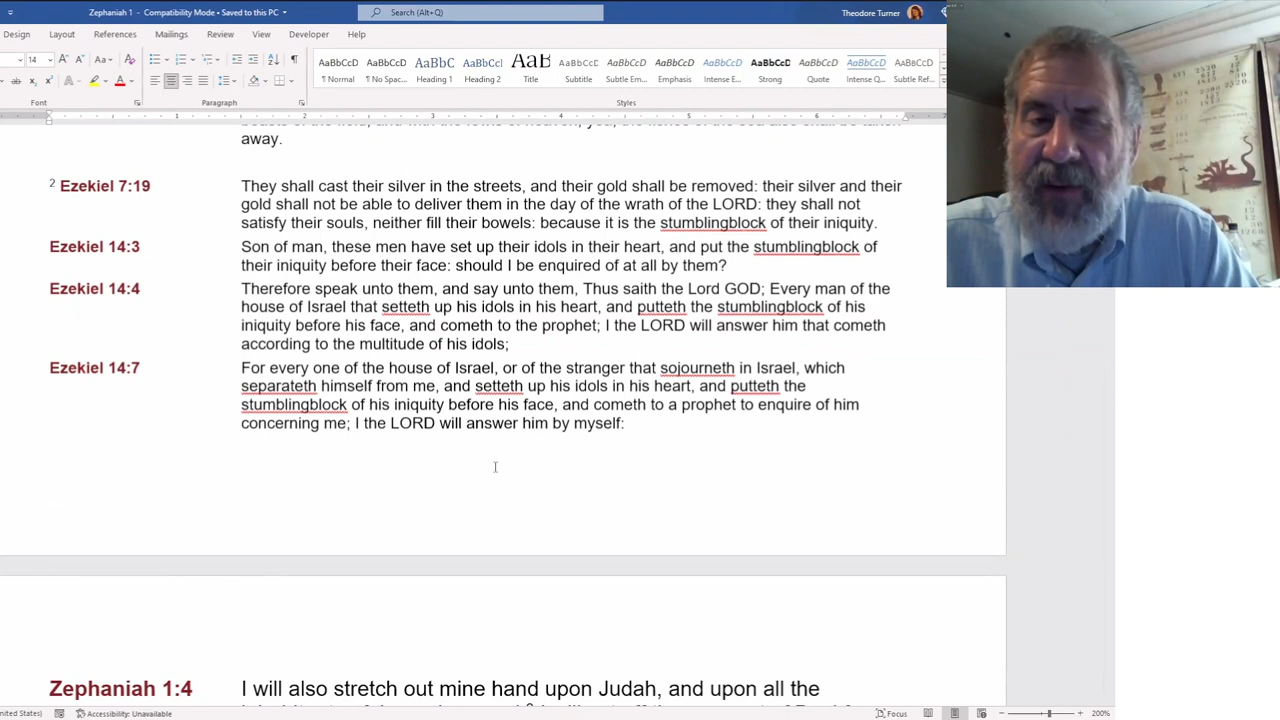 Zephaniah 1 - Compatibility Mode • Saved to this PC
Search (Alt+Q)
Theodore Turner
Design Layout References Mailings Review View Developer Help
14 Aa
AaBbCcD AaBbCcD AaBbC AaBbCcl AaB AaBbCcD AaBbCcD AaBbCcD AaBbCcD AaBbCcD AaBbCcD AaBbCcD AaBbCcD
¶ Normal ¶ No Spac... Heading 1 Heading 2 Title Subtitle Subtle Em... Emphasis Intense E... Strong Quote Intense Q... Subtle Ref...
Font Paragraph Styles
1 2 3 4 5 6
away.
2 Ezekiel 7:19 They shall cast their silver in the streets, and their gold shall be removed: their silver and their
gold shall not be able to deliver them in the day of the wrath of the LORD: they shall not
satisfy their souls, neither fill their bowels: because it is the stumblingblock of their iniquity.
Ezekiel 14:3 Son of man, these men have set up their idols in their heart, and put the stumblingblock of
their iniquity before their face: should I be enquired of at all by them?
Ezekiel 14:4 Therefore speak unto them, and say unto them, Thus saith the Lord GOD; Every man of the
house of Israel that setteth up his idols in his heart, and putteth the stumblingblock of his
iniquity before his face, and cometh to the prophet; I the LORD will answer him that cometh
according to the multitude of his idols;
Ezekiel 14:7 For every one of the house of Israel, or of the stranger that sojourneth in Israel, which
separateth himself from me, and setteth up his idols in his heart, and putteth the
stumblingblock of his iniquity before his face, and cometh to a prophet to enquire of him
concerning me; I the LORD will answer him by myself:
Zephaniah 1:4 I will also stretch out mine hand upon Judah, and upon all the
nited States) Accessibility: Unavailable Focus 200%